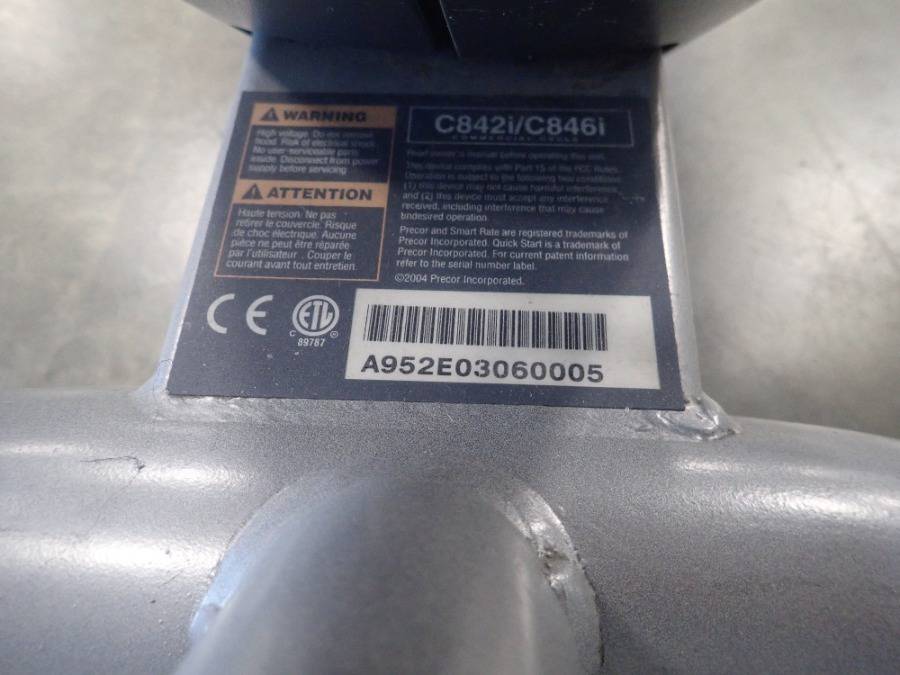 WARNING
High voltage. Do not remove
hood. Risk of electrical shock.
No user-serviceable parts
inside. Disconnect from power
supply before servicing
ATTENTION
Haute tension. Ne pas
retirer le couvercle. Risque
de choc électrique. Aucune
pièce ne peut être réparée
par l'utilisateur . Couper le
courant avant tout entretien.
C842i/C846i
COMMERCIAL CYCLE
manual before operating this unit.
This device complies with Part 15 of the FCC Rules.
Operation is subject to the following two conditions:
(1) this device may not cause harmful interference,
and (2) this device must accept any interference
received, including interference that may cause
undesired operation.
Precor and Smart Rate are registered trademarks of
Precor Incorporated. Quick Start is a trademark of
Precor Incorporated. For current patent information
refer to the serial number label.
©2004 Precor Incorporated.
CE
C ETL ®
89787
A952E03060005